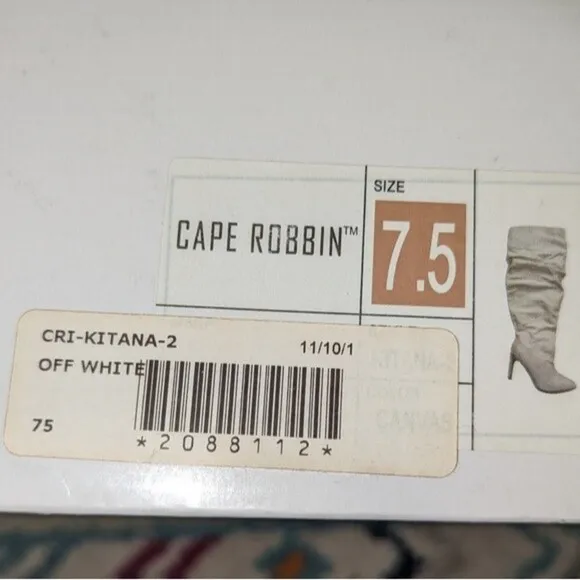 SIZE
CAPE ROBBIN™
7.5
CRI-KITANA-2 11/10/1
OFF WHITE
75
*2088112*